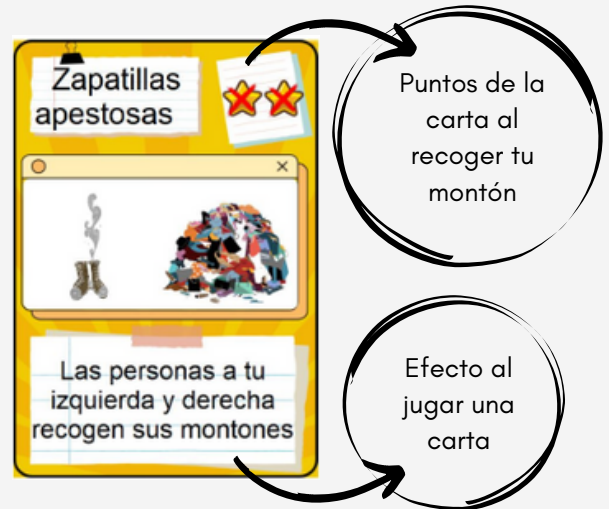 Zapatillas
apestosas
Puntos de la
carta al
recoger tu
montón
Las personas a tu
izquierda y derecha
recogen sus montones
Efecto al
jugar una
carta